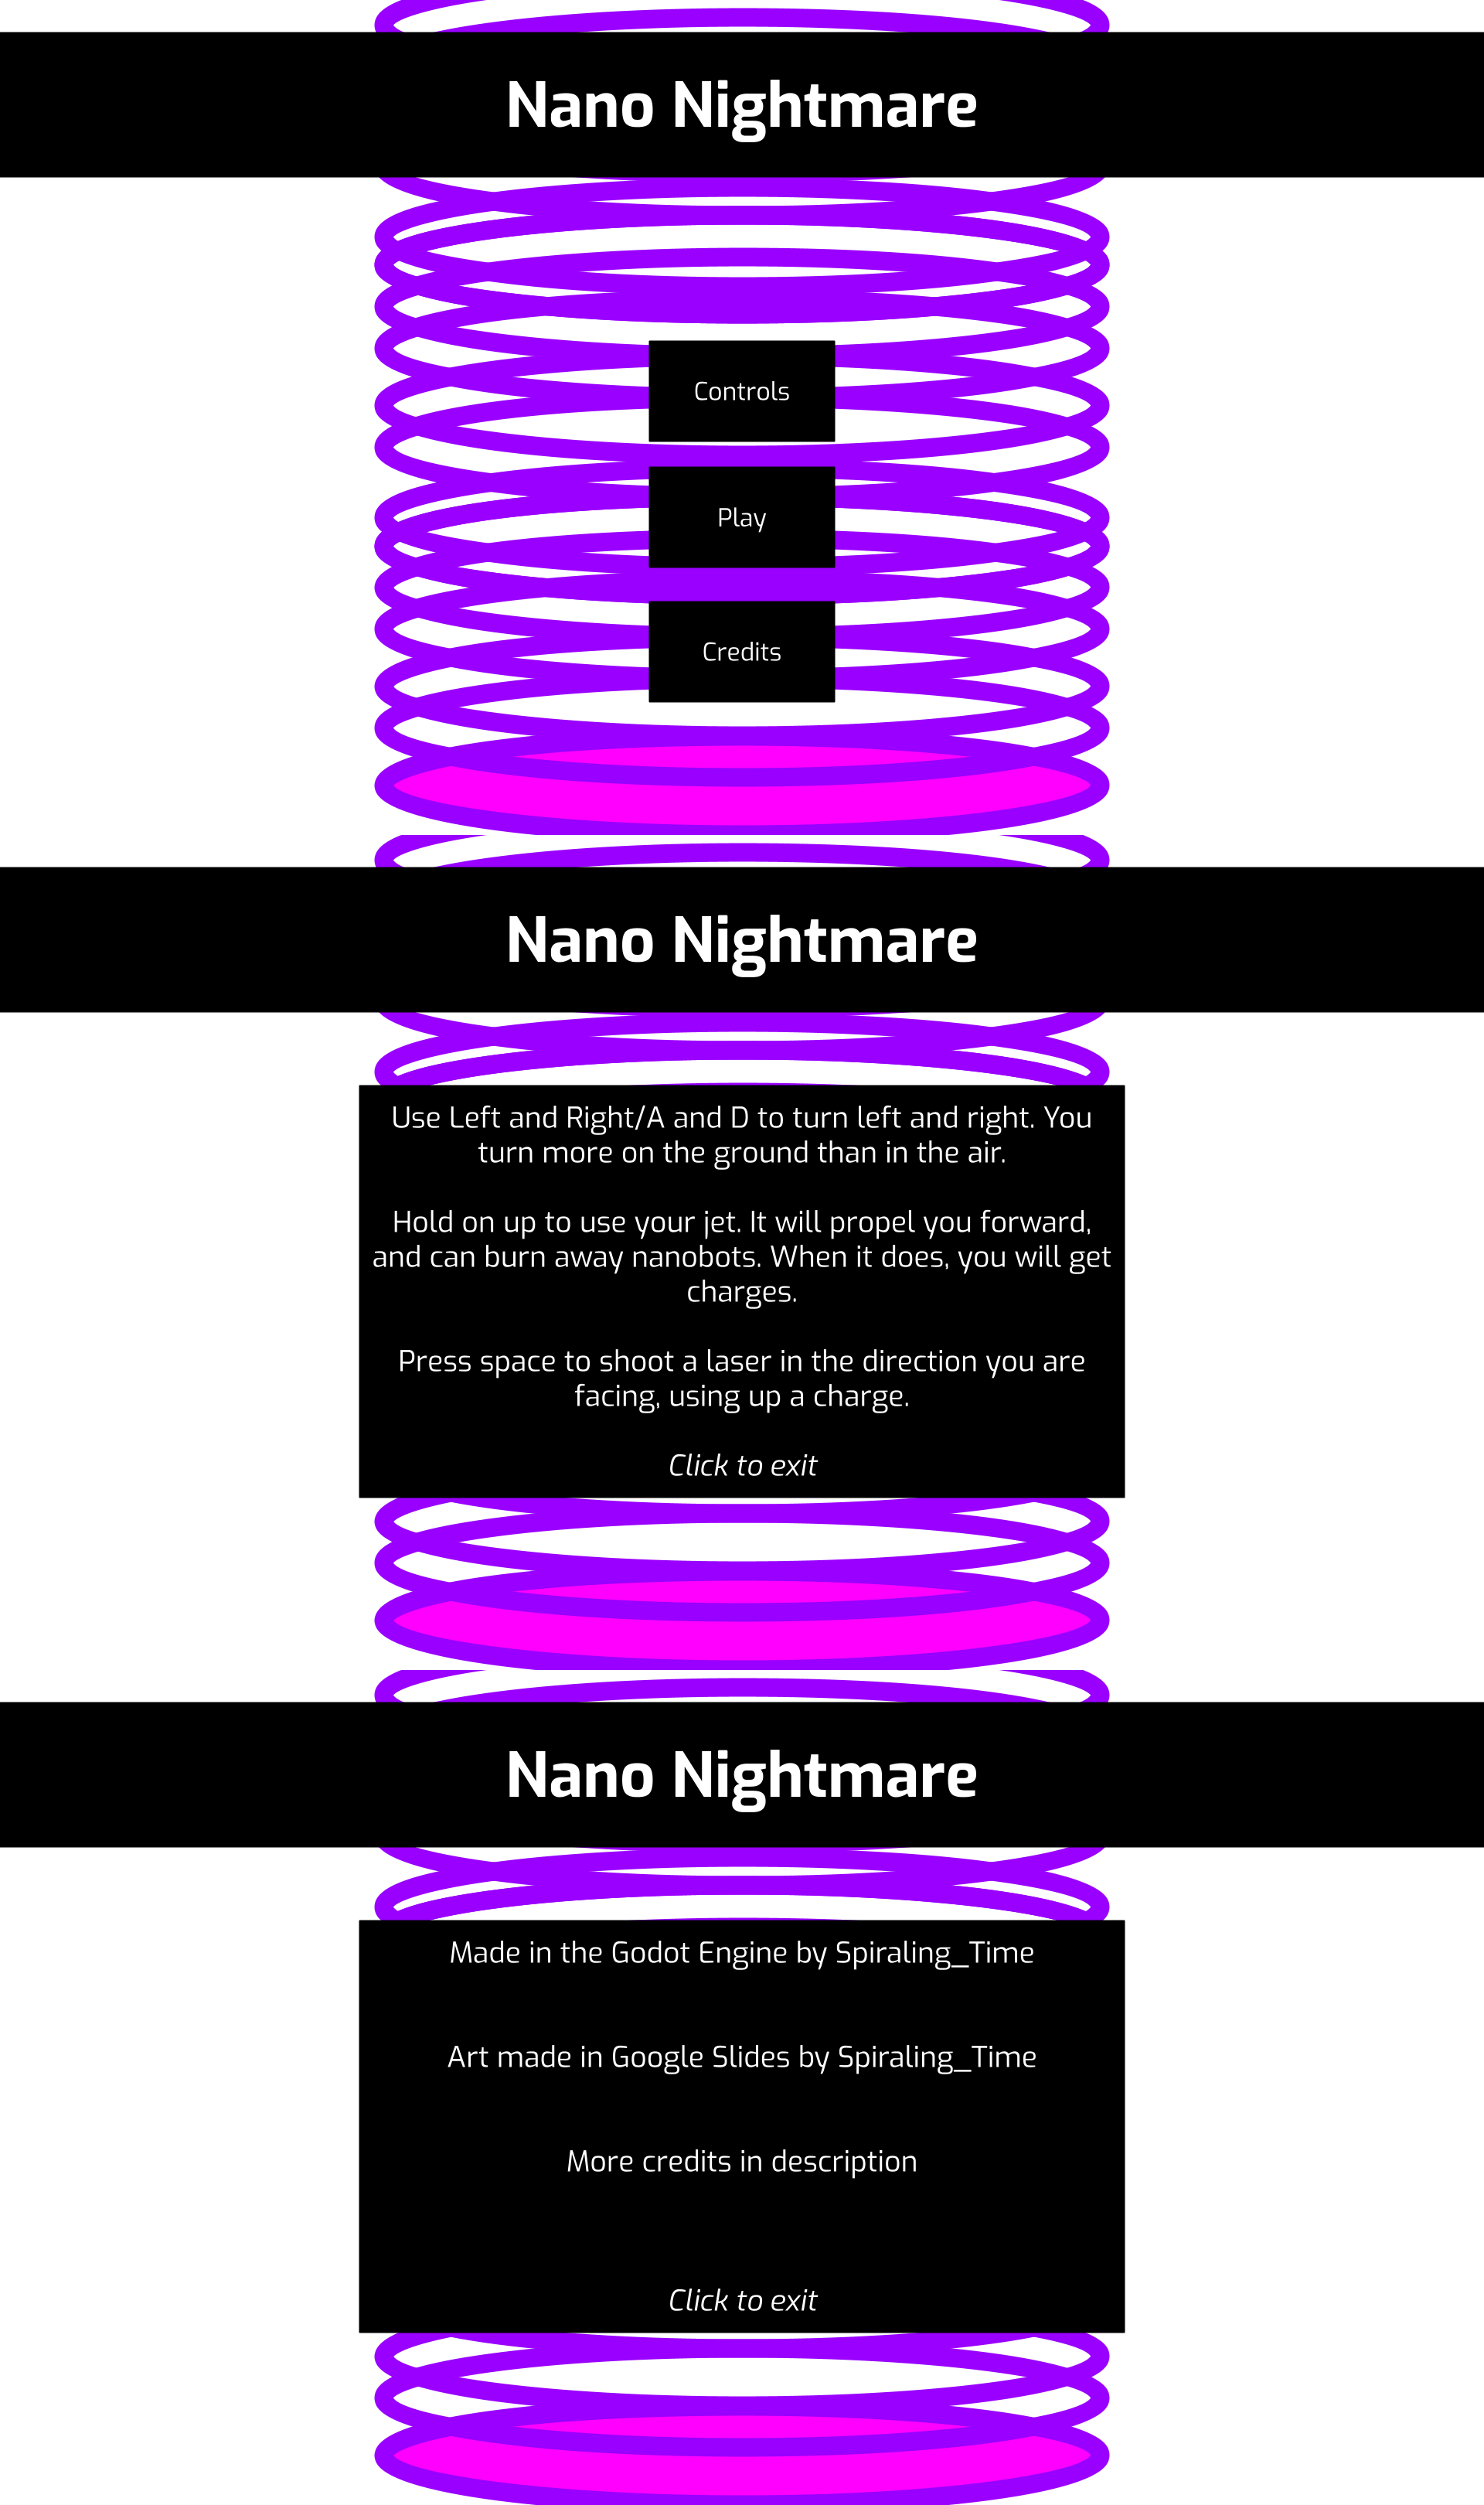 Nano Nightmare
Controls
Play
Credits
Nano Nightmare
Use Left and Right/A and D to turn left and right. You
turn more on the ground than in the air.
Hold on up to use your jet. It will propel you forward,
and can burn away nanobots. When it does, you will get
charges.
Press space to shoot a laser in the direction you are
facing, using up a charge.
Click to exit
Nano Nightmare
Made in the Godot Engine by Spiraling_Time
Art made in Google Slides by Spiraling_Time
More credits in description
Click to exit